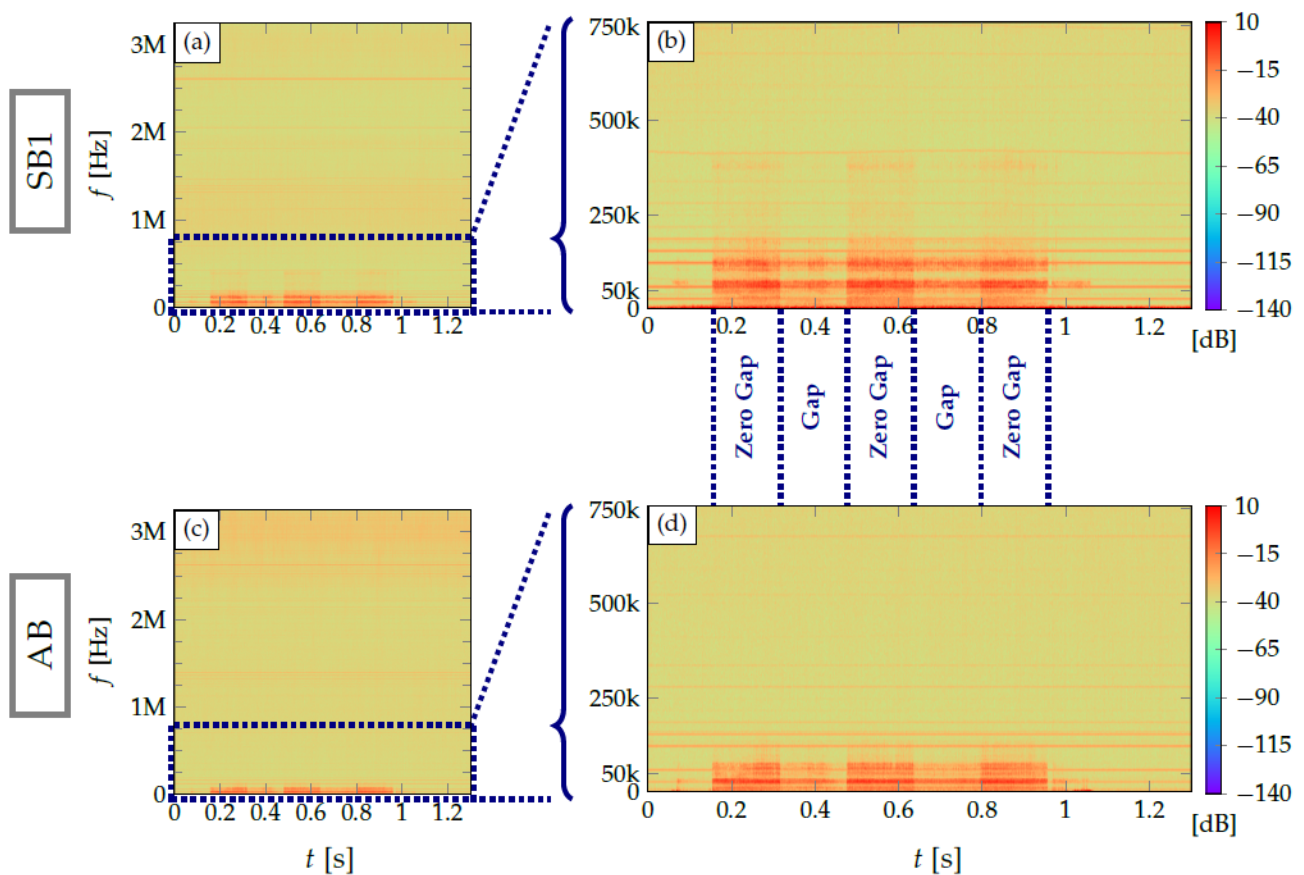 SB1
f [Hz]
(a)
3M
2M
1M
0
0 0.2 0.4 0.6 0.8 1 1.2
(b)
750k
500k
250k
50k
0
0 0.2 0.4 0.6 0.8 1 1.2
10
−15
−40
−65
−90
−115
−140
[dB]
Zero Gap
Gap
Zero Gap
Gap
Zero Gap
AB
f [Hz]
(c)
3M
2M
1M
0
0 0.2 0.4 0.6 0.8 1 1.2
t [s]
(d)
750k
500k
250k
50k
0
0 0.2 0.4 0.6 0.8 1 1.2
t [s]
10
−15
−40
−65
−90
−115
−140
[dB]